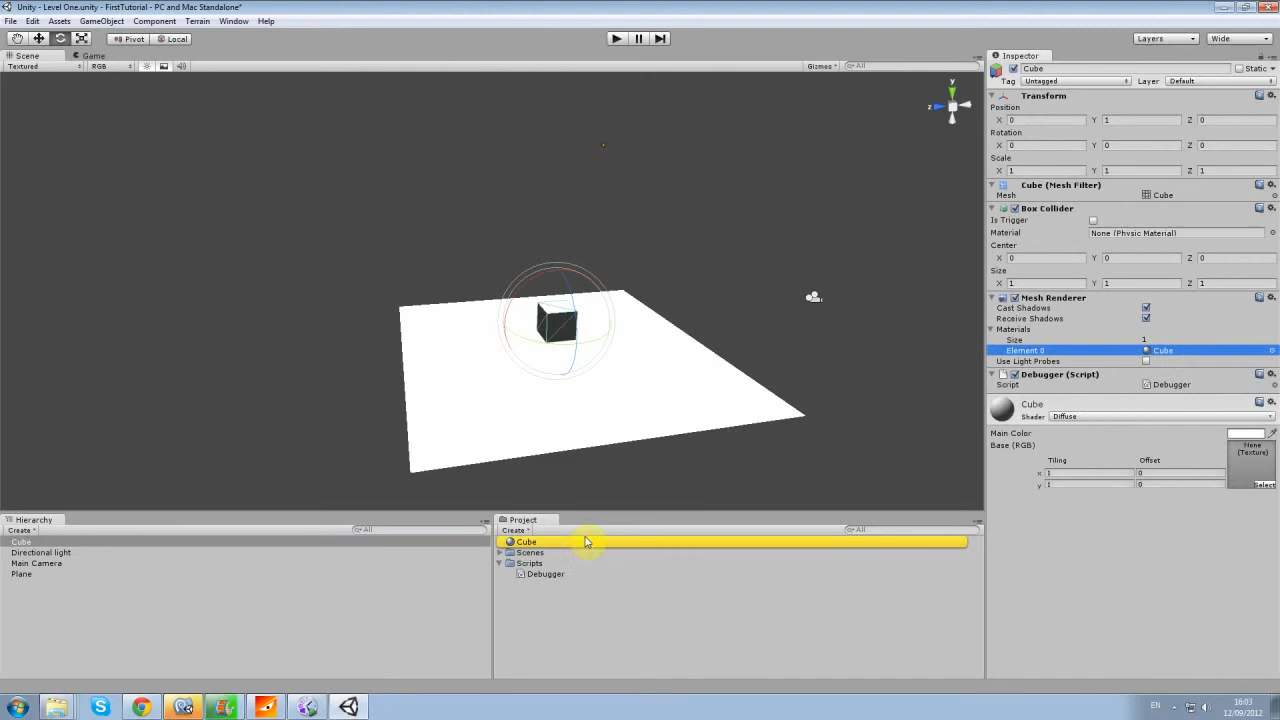 Unity - Level One.unity - FirstTutorial - PC and Mac Standalone*
File Edit Assets GameObject Component Terrain Window Help
Pivot Local Layers Wide
Scene Game
Textured RGB Gizmos All
y
z
Inspector
Cube Static
Tag Untagged Layer Default
Transform
Position
X 0 Y 1 Z 0
Rotation
X 0 Y 0 Z 0
Scale
X 1 Y 1 Z 1
Cube (Mesh Filter)
Mesh Cube
Box Collider
Is Trigger
Material None (Physic Material)
Center
X 0 Y 0 Z 0
Size
X 1 Y 1 Z 1
Mesh Renderer
Cast Shadows
Receive Shadows
Materials
Size 1
Element 0 Cube
Use Light Probes
Debugger (Script)
Script Debugger
Cube
Shader Diffuse
Main Color
Base (RGB) None (Texture)
Tiling Offset
x 1 0
y 1 0
Select
Hierarchy
Create All
Cube
Directional light
Main Camera
Plane
Project
Create All
Cube
Scenes
Scripts
Debugger
EN 16:03
12/09/2012